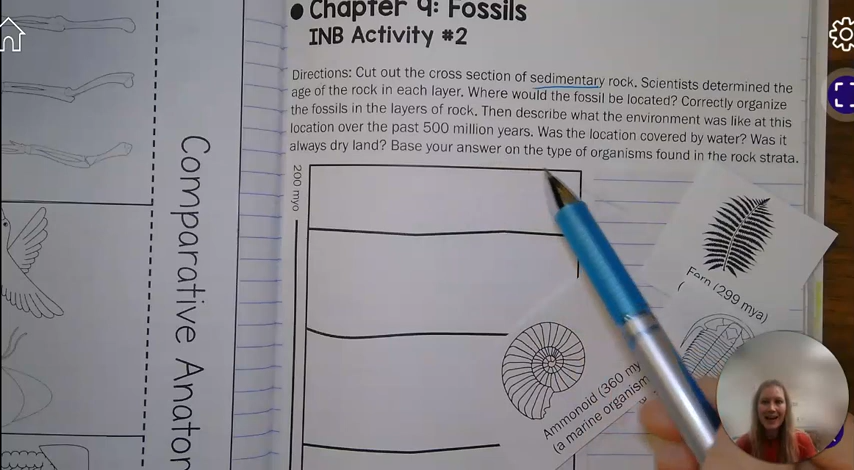 Chapter 9: Fossils
INB Activity #2
Directions: Cut out the cross section of sedimentary rock. Scientists determined the
age of the rock in each layer. Where would the fossil be located? Correctly organize
the fossils in the layers of rock. Then describe what the environment was like at this
location over the past 500 million years. Was the location covered by water? Was it
always dry land? Base your answer on the type of organisms found in the rock strata.
200 myo
Comparative Anator
Fern (299 mya)
(
Ammonoid (360 my
(a marine organism